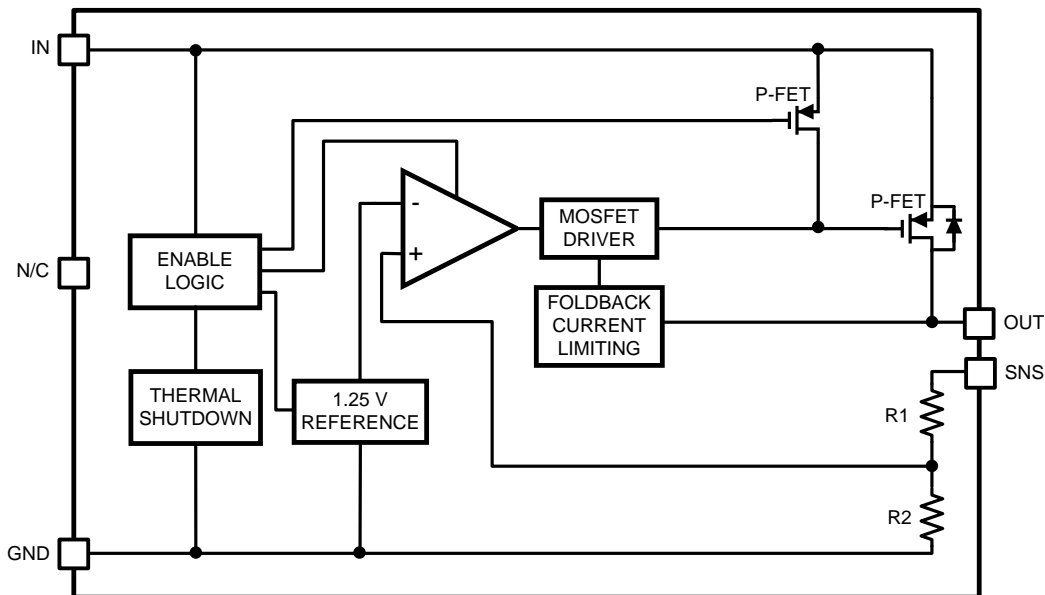 IN
P-FET
P-FET
-
+
MOSFET
DRIVER
N/C
ENABLE
LOGIC
FOLDBACK
CURRENT
LIMITING
OUT
SNS
THERMAL
SHUTDOWN
1.25 V
REFERENCE
R1
R2
GND